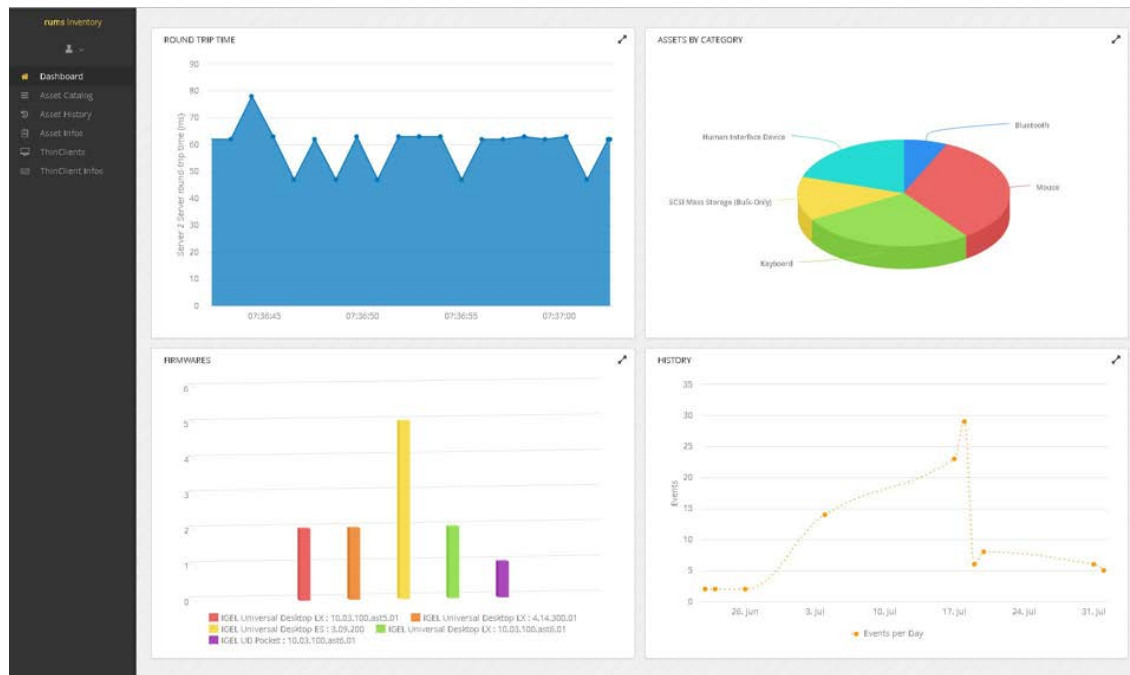 rums Inventory
Dashboard
Asset Catalog
Asset History
Asset Infos
ThinClients
ThinClient Infos
ROUND TRIP TIME
90
80
70
60
50
40
30
20
10
0
Server 2 Server round-trip time (ms)
07:36:45 07:36:50 07:36:55 07:37:00
ASSETS BY CATEGORY
Human Interface Device
Bluetooth
Mouse
SCSI Mass Storage (Bulk-Only)
Keyboard
FIRMWARES
6
5
4
3
2
1
0
IGEL Universal Desktop LX : 10.03.100.ast5.01 IGEL Universal Desktop LX : 4.14.300.01
IGEL Universal Desktop ES : 3.09.200 IGEL Universal Desktop LX : 10.03.100.ast6.01
IGEL UD Pocket : 10.03.100.ast6.01
HISTORY
35
30
25
20
15
10
5
0
Events
26. Jun 3. Jul 10. Jul 17. Jul 24. Jul 31. Jul
Events per Day